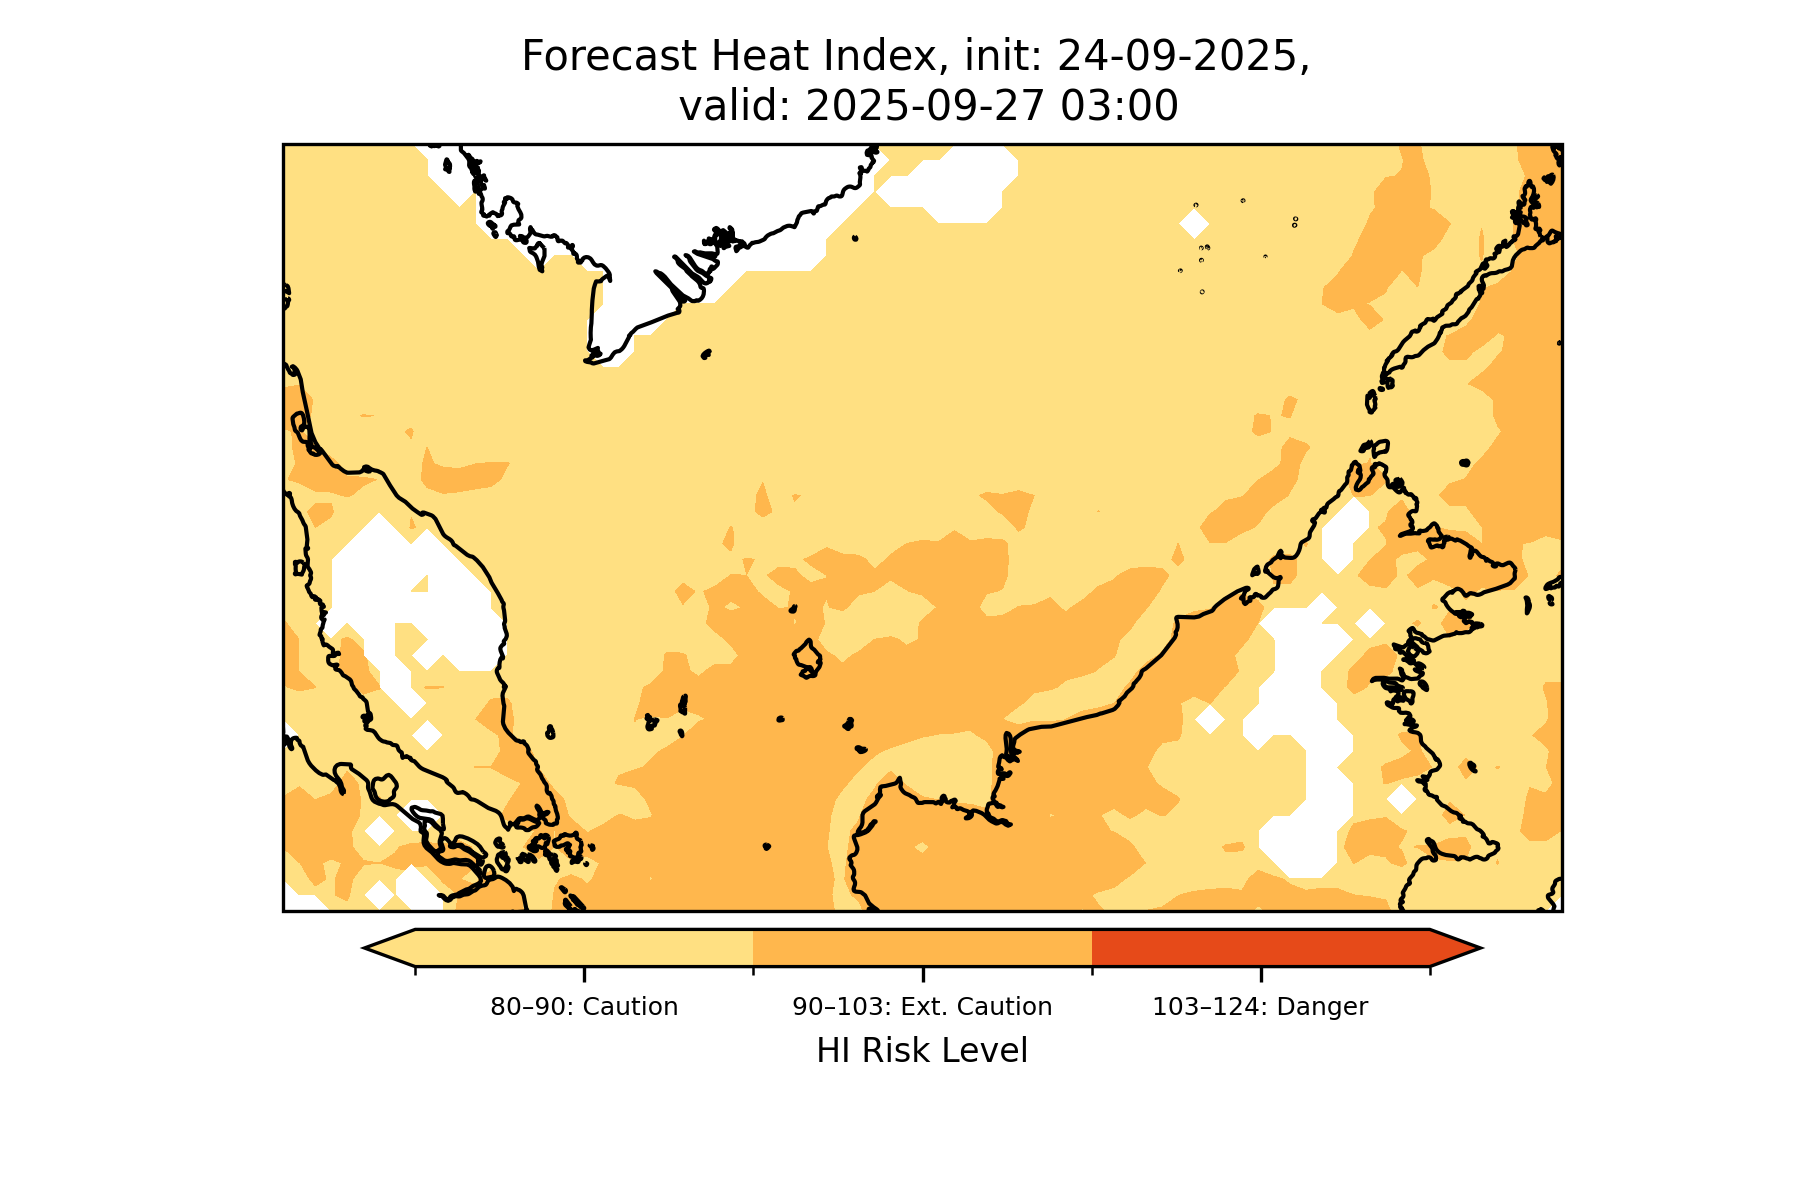 Forecast Heat Index, init: 24-09-2025,
valid: 2025-09-27 03:00
80–90: Caution
90–103: Ext. Caution
103–124: Danger
HI Risk Level